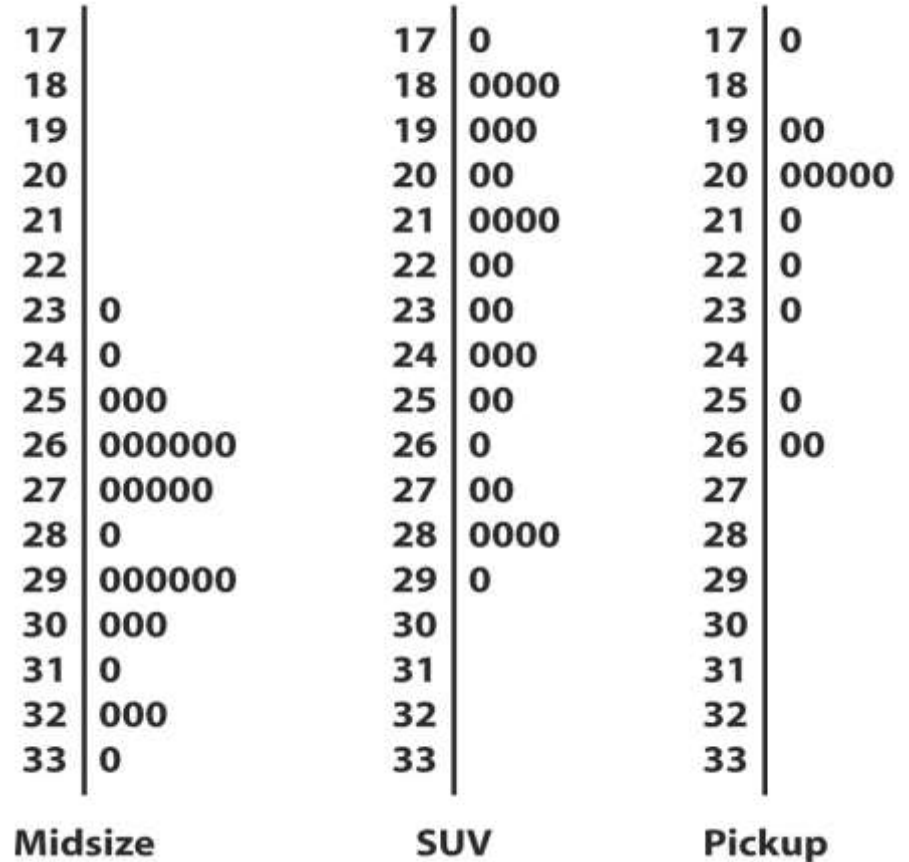 17 | 17 | 0 17 | 0
18 | 18 | 0000 18 |
19 | 19 | 000 19 | 00
20 | 20 | 00 20 | 00000
21 | 21 | 0000 21 | 0
22 | 22 | 00 22 | 0
23 | 0 23 | 00 23 | 0
24 | 0 24 | 000 24 |
25 | 000 25 | 00 25 | 0
26 | 000000 26 | 0 26 | 00
27 | 00000 27 | 00 27 |
28 | 0 28 | 0000 28 |
29 | 000000 29 | 0 29 |
30 | 000 30 | 30 |
31 | 0 31 | 31 |
32 | 000 32 | 32 |
33 | 0 33 | 33 |
Midsize SUV Pickup